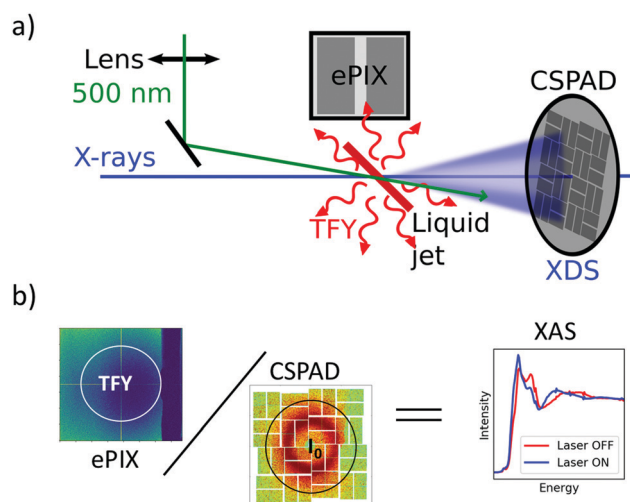 a)
Lens
500 nm
X-rays
ePIX
CSPAD
TFY
Liquid
jet
XDS
b)
TFY
ePIX
CSPAD
I₀
XAS
Intensity
Laser OFF
Laser ON
Energy